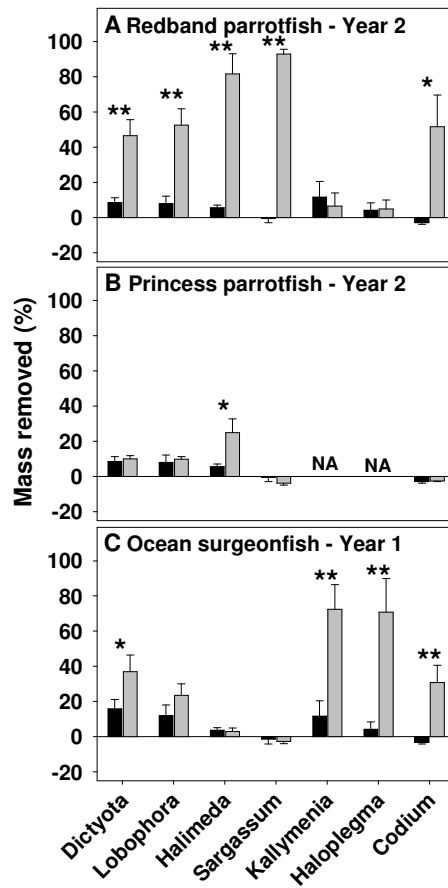 A Redband parrotfish - Year 2
100
80
60
40
20
0
-20
** ** ** ** *
B Princess parrotfish - Year 2
100
80
60
40
20
0
-20
*
NA NA
Mass removed (%)
C Ocean surgeonfish - Year 1
100
80
60
40
20
0
-20
* ** ** **
Dictyota
Lobophora
Halimeda
Sargassum
Kallymenia
Haloplegma
Codium